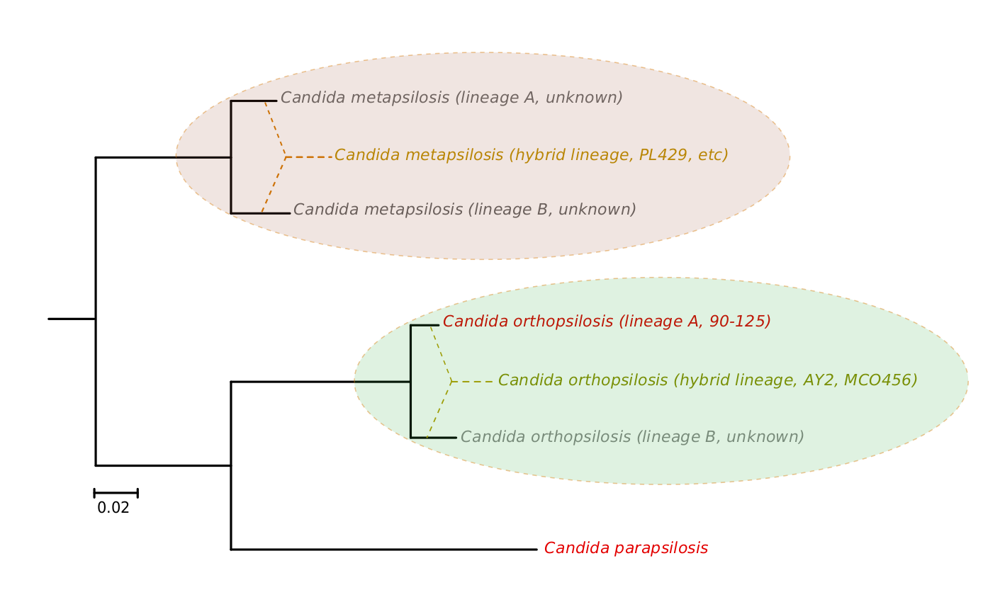 Candida metapsilosis (lineage A, unknown)
Candida metapsilosis (hybrid lineage, PL429, etc)
Candida metapsilosis (lineage B, unknown)
Candida orthopsilosis (lineage A, 90-125)
Candida orthopsilosis (hybrid lineage, AY2, MCO456)
Candida orthopsilosis (lineage B, unknown)
0.02
Candida parapsilosis